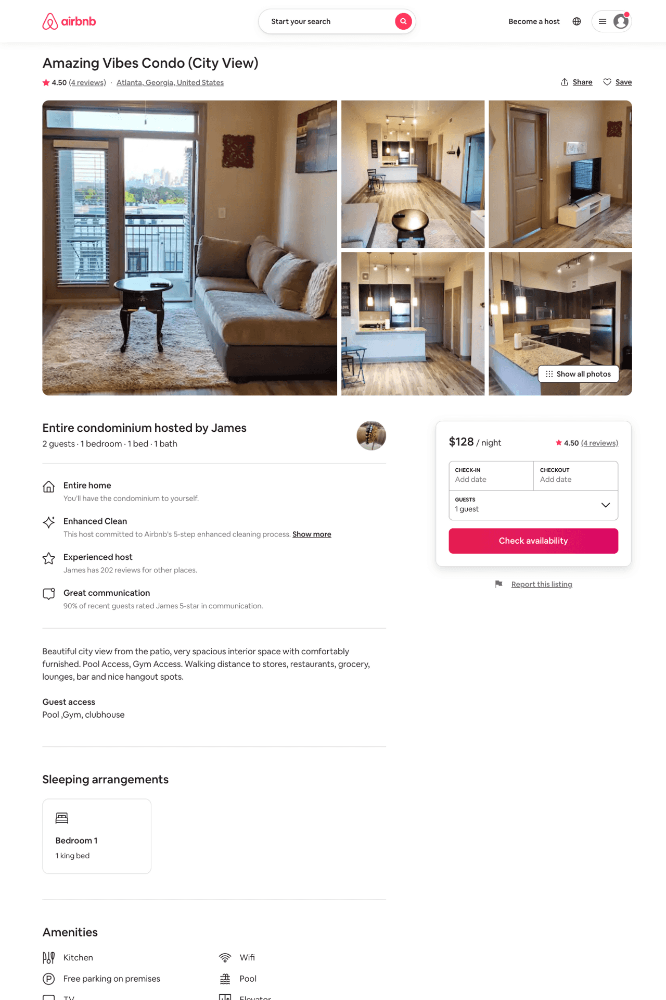 airbnb
Start your search
Become a host
Amazing Vibes Condo (City View)
4.50 (4 reviews) · Atlanta, Georgia, United States
Share
Save
LOVE
Show all photos
Entire condominium hosted by James
2 guests · 1 bedroom · 1 bed · 1 bath
Entire home
You'll have the condominium to yourself.
Enhanced Clean
This host committed to Airbnb's 5-step enhanced cleaning process. Show more
Experienced host
James has 202 reviews for other places.
Great communication
90% of recent guests rated James 5-star in communication.
$128 / night
4.50 (4 reviews)
CHECK-IN
Add date
CHECKOUT
Add date
GUESTS
1 guest
Check availability
Report this listing
Beautiful city view from the patio, very spacious interior space with comfortably
furnished. Pool Access, Gym Access. Walking distance to stores, restaurants, grocery,
lounges, bar and nice hangout spots.
Guest access
Pool ,Gym, clubhouse
Sleeping arrangements
Bedroom 1
1 king bed
Amenities
Kitchen
Wifi
Free parking on premises
Pool
TV
Elevator